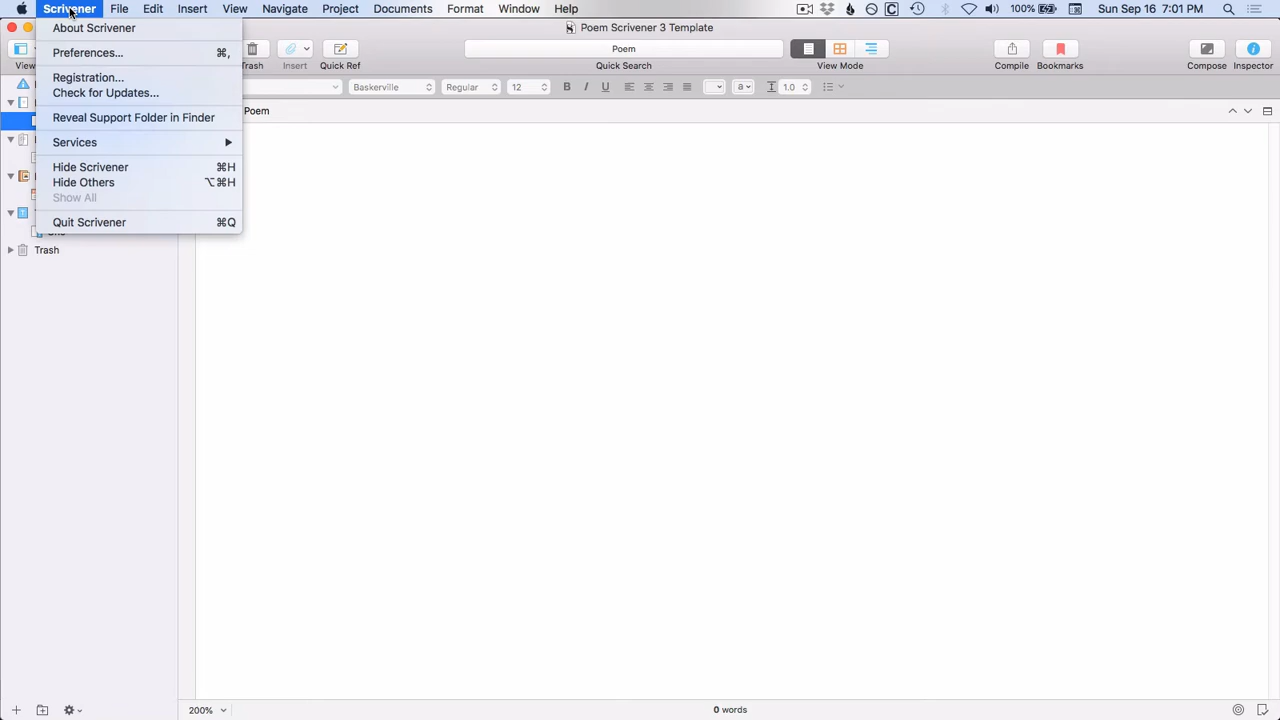 Scrivener File Edit Insert View Navigate Project Documents Format Window Help 100% Sun Sep 16 7:01 PM
About Scrivener
Poem Scrivener 3 Template
Preferences... ⌘,
Poem
View Trash Insert Quick Ref Quick Search View Mode Compile Bookmarks Compose Inspector
Registration...
Check for Updates...
Baskerville Regular 12 B I U a 1.0
Poem
Reveal Support Folder in Finder
Services
Hide Scrivener ⌘H
Hide Others ⌥⌘H
Show All
Quit Scrivener ⌘Q
Trash
200% 0 words